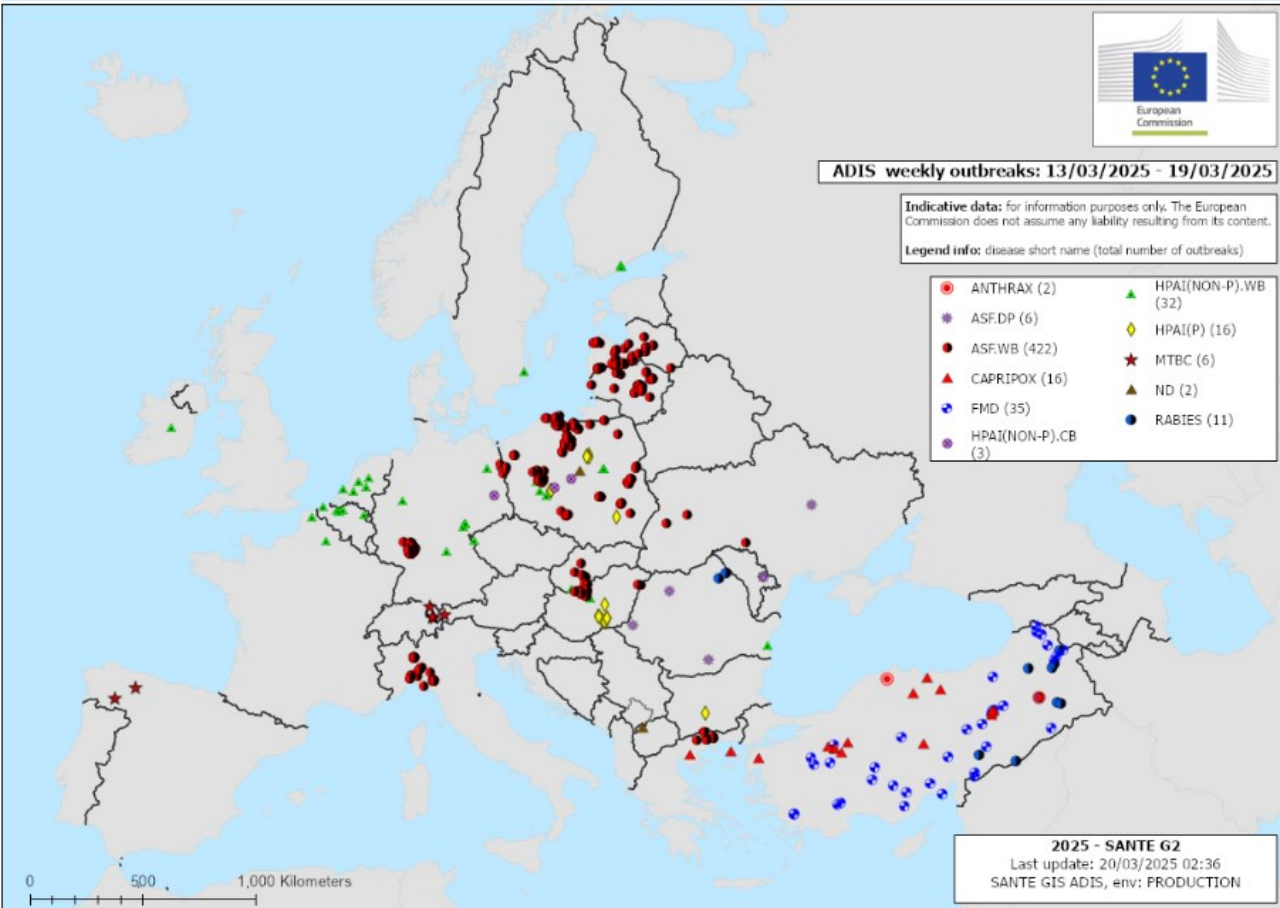 European
Commission
ADIS weekly outbreaks: 13/03/2025 - 19/03/2025
Indicative data: for information purposes only. The European
Commission does not assume any liability resulting from its content.
Legend info: disease short name (total number of outbreaks)
ANTHRAX (2)
ASF.DP (6)
ASF.WB (422)
CAPRIPOX (16)
FMD (35)
HPAI(NON-P).CB
(3)
HPAI(NON-P).WB
(32)
HPAI(P) (16)
MTBC (6)
ND (2)
RABIES (11)
2025 - SANTE G2
Last update: 20/03/2025 02:36
SANTE GIS ADIS, env: PRODUCTION
0 500 1,000 Kilometers